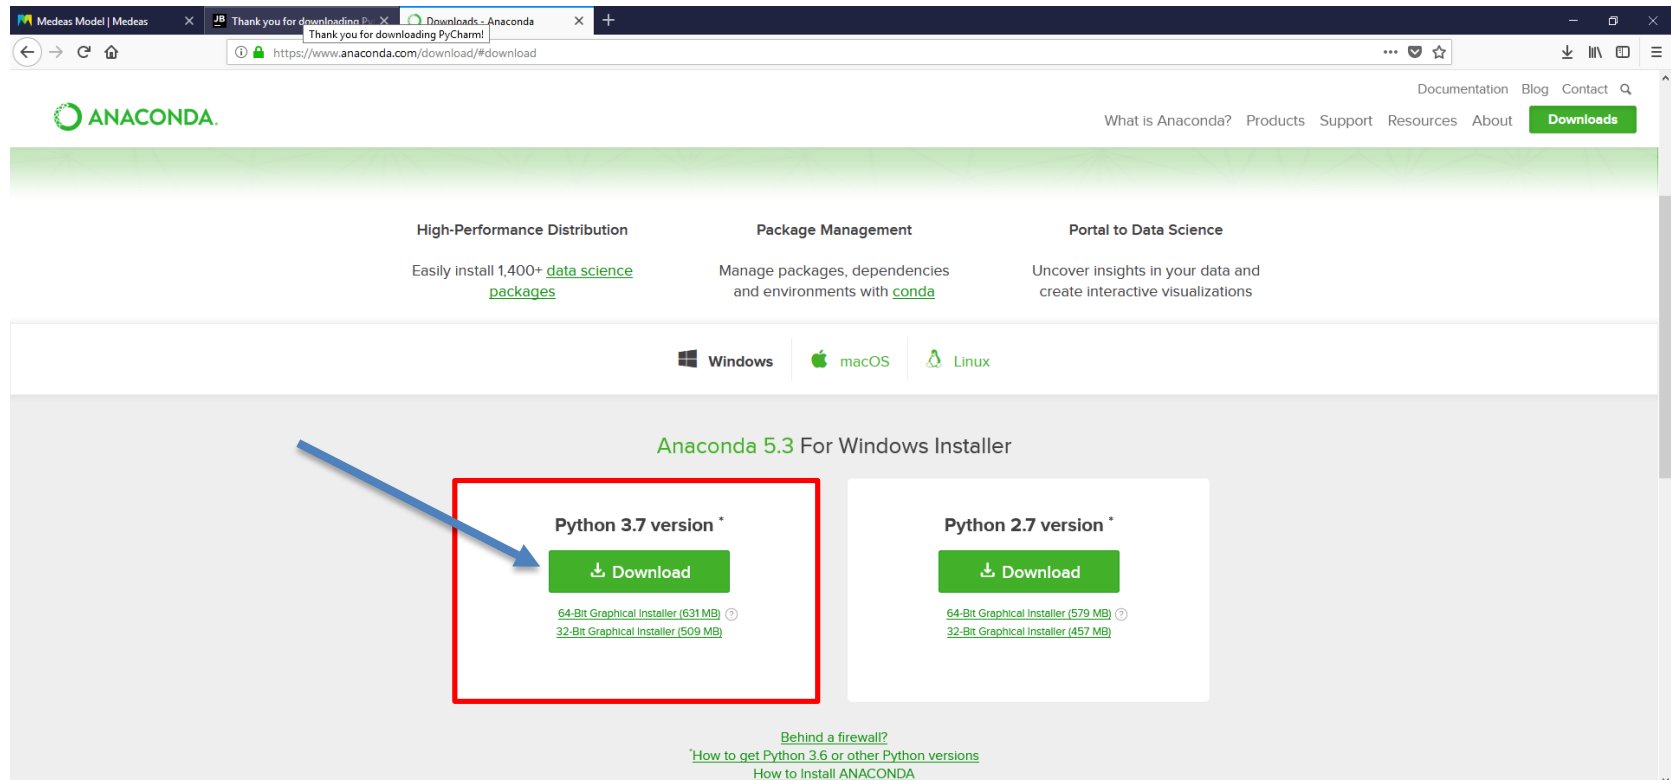 Medeas Model | Medeas
Thank you for downloading Py
Downloads - Anaconda
Thank you for downloading PyCharm!
https://www.anaconda.com/download/#download
Documentation Blog Contact
ANACONDA.
What is Anaconda? Products Support Resources About Downloads
High-Performance Distribution
Easily install 1,400+ data science
packages
Package Management
Manage packages, dependencies
and environments with conda
Portal to Data Science
Uncover insights in your data and
create interactive visualizations
Windows macOS Linux
Anaconda 5.3 For Windows Installer
Python 3.7 version *
Download
64-Bit Graphical Installer (631 MB) ?
32-Bit Graphical Installer (509 MB)
Python 2.7 version *
Download
64-Bit Graphical Installer (579 MB) ?
32-Bit Graphical Installer (457 MB)
Behind a firewall?
*How to get Python 3.6 or other Python versions
How to Install ANACONDA